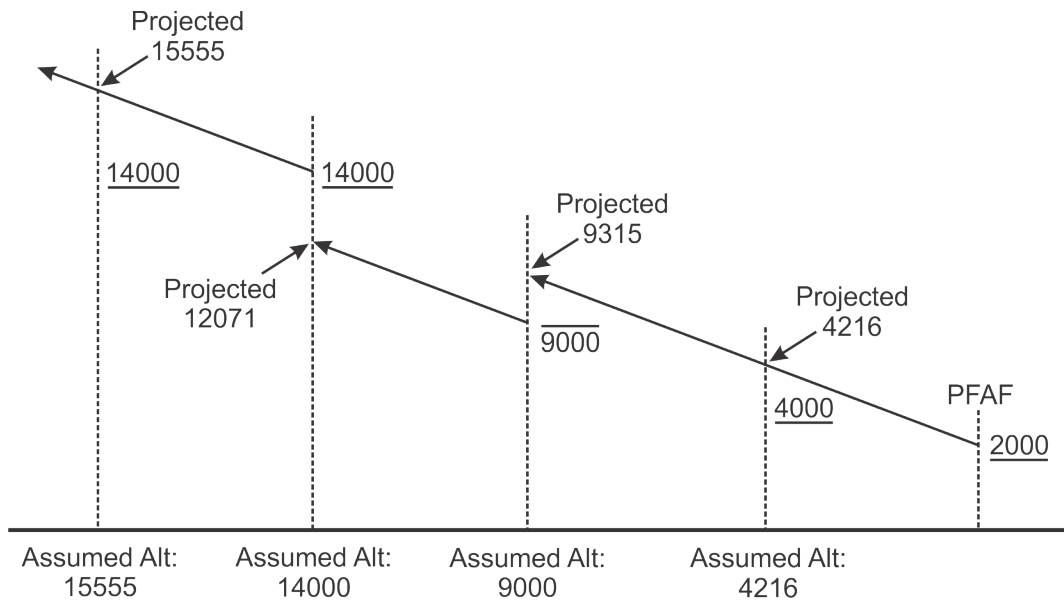 Projected
15555
14000
14000
Projected
9315
Projected
12071
9000
Projected
4216
PFAF
4000
2000
Assumed Alt:
15555
Assumed Alt:
14000
Assumed Alt:
9000
Assumed Alt:
4216